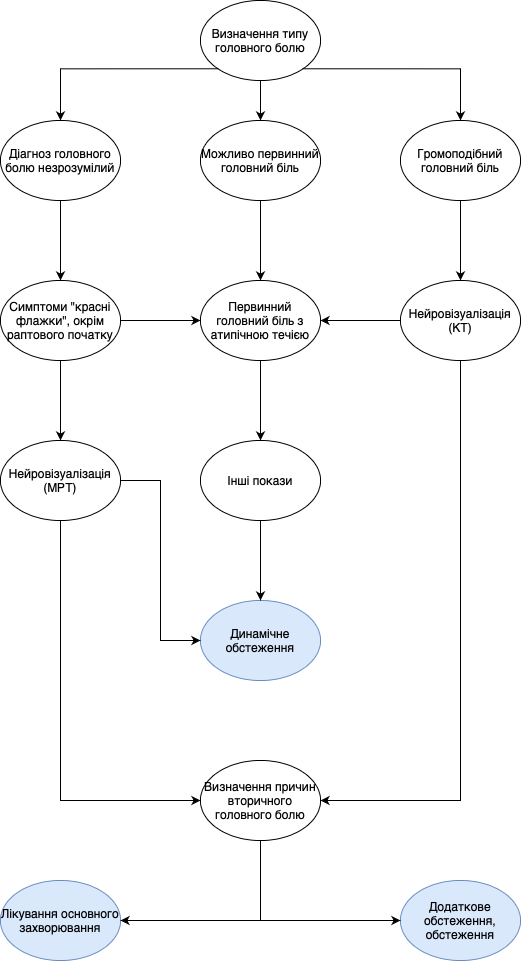 Визначення типу
головного болю
Діагноз головного
болю незрозумілий
Можливо первинний
головний біль
Громоподібний
головний біль
Симптоми "красні
флажки", окрім
раптового початку
Первинний
головний біль з
атипічною течією
Нейровізуалізація
(КТ)
Нейровізуалізація
(МРТ)
Інші покази
Динамічне
обстеження
Визначення причин
вторичного
головного болю
Лікування основного
захворювання
Додаткове
обстеження,
обстеження